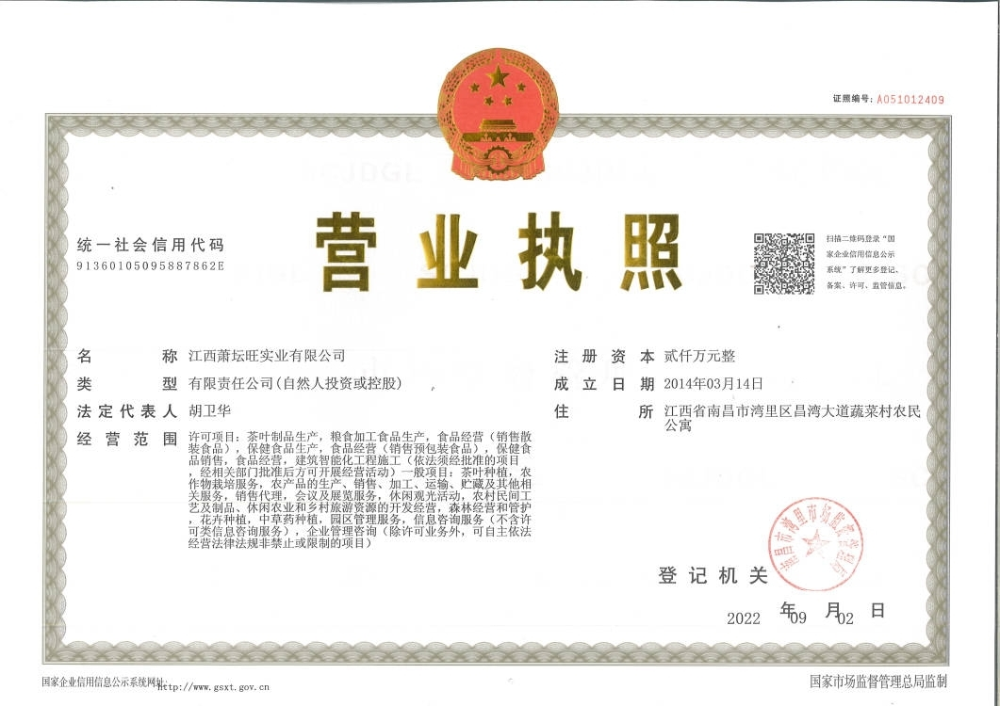 证照编号：A051012409
营业执照
统一社会信用代码
91360105095887862E
扫描二维码登录“国
家企业信用信息公示
系统”了解更多登记、
备案、许可、监管信息。
名 称 江西萧坛旺实业有限公司
类 型 有限责任公司(自然人投资或控股)
法定代表人 胡卫华
经营范围 许可项目：茶叶制品生产，粮食加工食品生产，食品经营（销售散
装食品），保健食品生产，食品经营（销售预包装食品），保健食
品销售，食品经营，建筑智能化工程施工（依法须经批准的项目
，经相关部门批准后方可开展经营活动）一般项目：茶叶种植，农
作物栽培服务，农产品的生产、销售、加工、运输、贮藏及其他相
关服务，销售代理，会议及展览服务，休闲观光活动，农村民间工
艺及制品、休闲农业和乡村旅游资源的开发经营，森林经营和管护
，花卉种植，中草药种植，园区管理服务，信息咨询服务（不含许
可类信息咨询服务），企业管理咨询（除许可业务外，可自主依法
经营法律法规非禁止或限制的项目）
注册资本 贰仟万元整
成立日期 2014年03月14日
住 所 江西省南昌市湾里区昌湾大道蔬菜村农民
公寓
登记机关
2022 年 09 月 02 日
国家企业信用信息公示系统网址：http://www.gsxt.gov.cn
国家市场监督管理总局监制